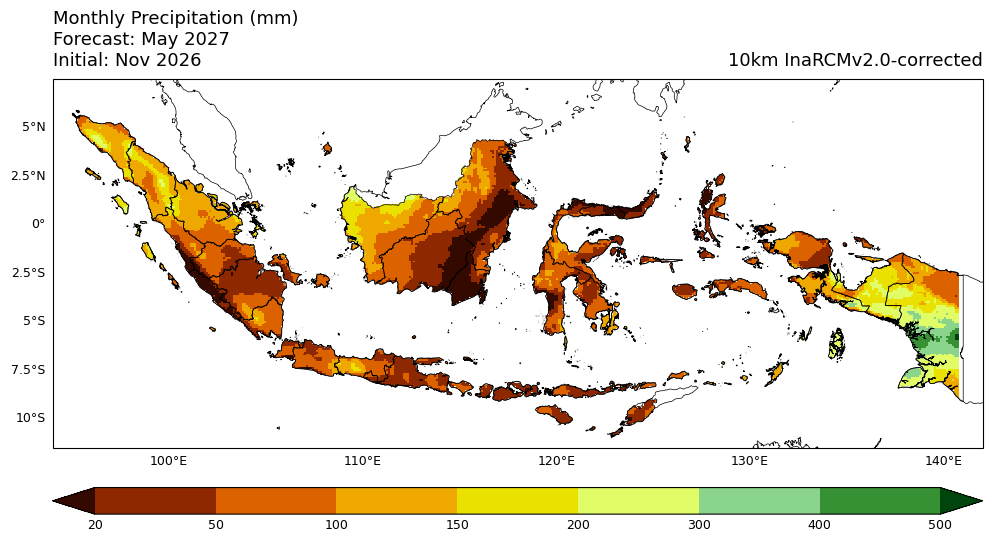 Monthly Precipitation (mm)
Forecast: May 2027
Initial: Nov 2026
10km InaRCMv2.0-corrected
5°N
2.5°N
0°
2.5°S
5°S
7.5°S
10°S
100°E 110°E 120°E 130°E 140°E
20 50 100 150 200 300 400 500